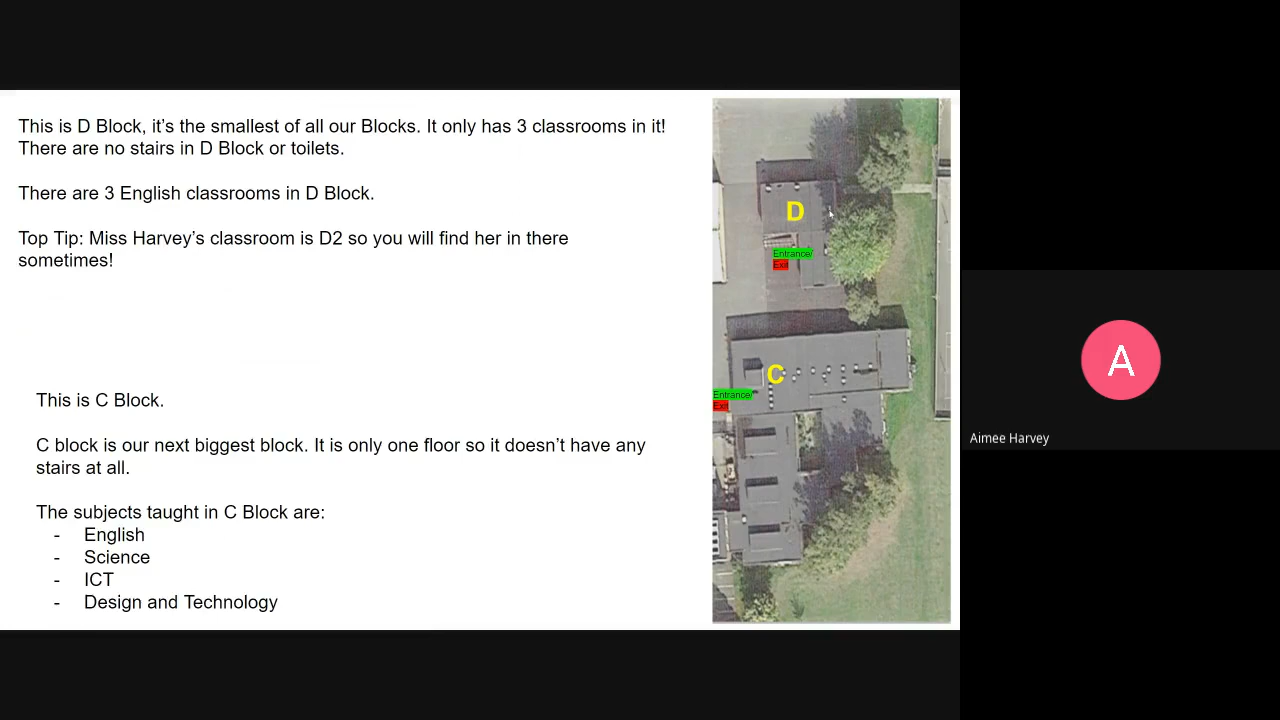 This is D Block, it’s the smallest of all our Blocks. It only has 3 classrooms in it!
There are no stairs in D Block or toilets.
There are 3 English classrooms in D Block.
Top Tip: Miss Harvey’s classroom is D2 so you will find her in there
sometimes!
This is C Block.
C block is our next biggest block. It is only one floor so it doesn’t have any
stairs at all.
The subjects taught in C Block are:
- English
- Science
- ICT
- Design and Technology
D
Entrance/
Exit
C
Entrance/
Exit
A
Aimee Harvey